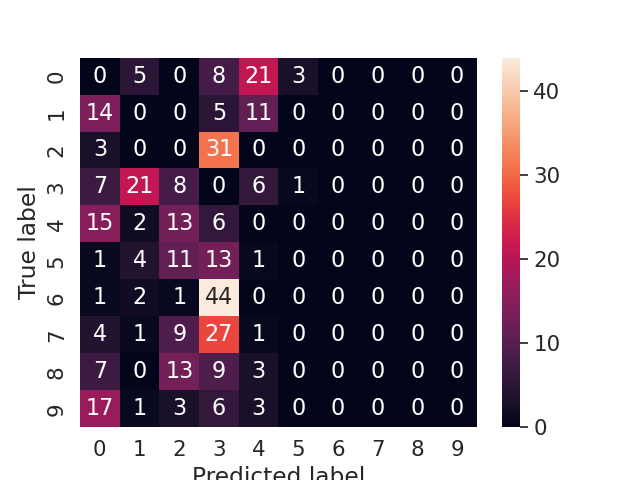 0 0 5 0 8 21 3 0 0 0 0
1 14 0 0 5 11 0 0 0 0 0
2 3 0 0 31 0 0 0 0 0 0
3 7 21 8 0 6 1 0 0 0 0
4 15 2 13 6 0 0 0 0 0 0
5 1 4 11 13 1 0 0 0 0 0
6 1 2 1 44 0 0 0 0 0 0
7 4 1 9 27 1 0 0 0 0 0
8 7 0 13 9 3 0 0 0 0 0
9 17 1 3 6 3 0 0 0 0 0
0 1 2 3 4 5 6 7 8 9
Predicted label
True label
40
30
20
10
0